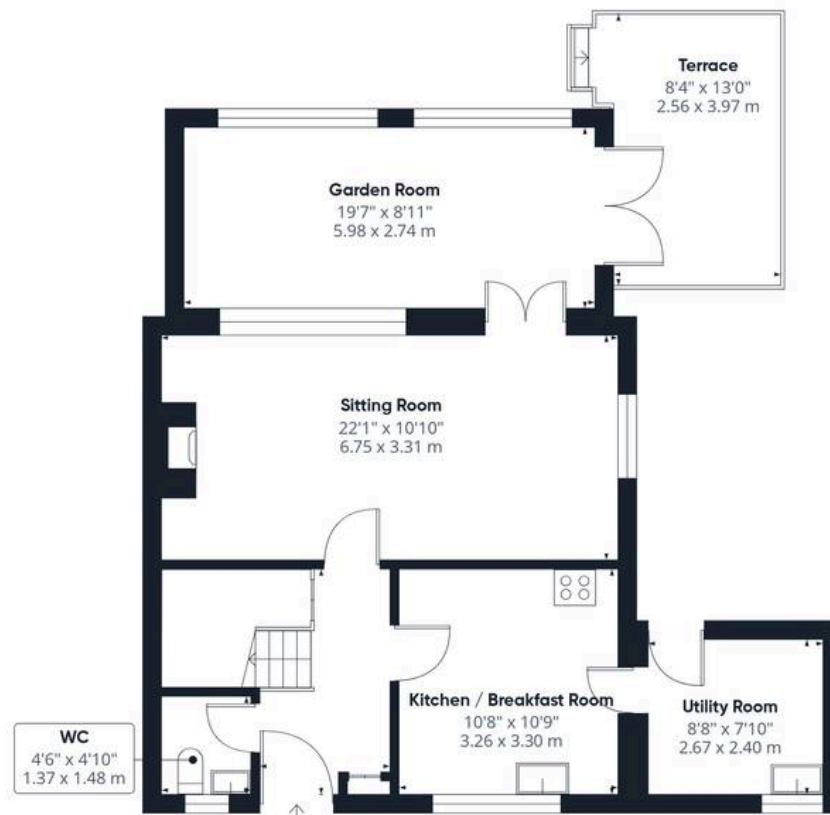 Terrace
8'4" x 13'0"
2.56 x 3.97 m
Garden Room
19'7" x 8'11"
5.98 x 2.74 m
Sitting Room
22'1" x 10'10"
6.75 x 3.31 m
Kitchen / Breakfast Room
10'8" x 10'9"
3.26 x 3.30 m
Utility Room
8'8" x 7'10"
2.67 x 2.40 m
WC
4'6" x 4'10"
1.37 x 1.48 m